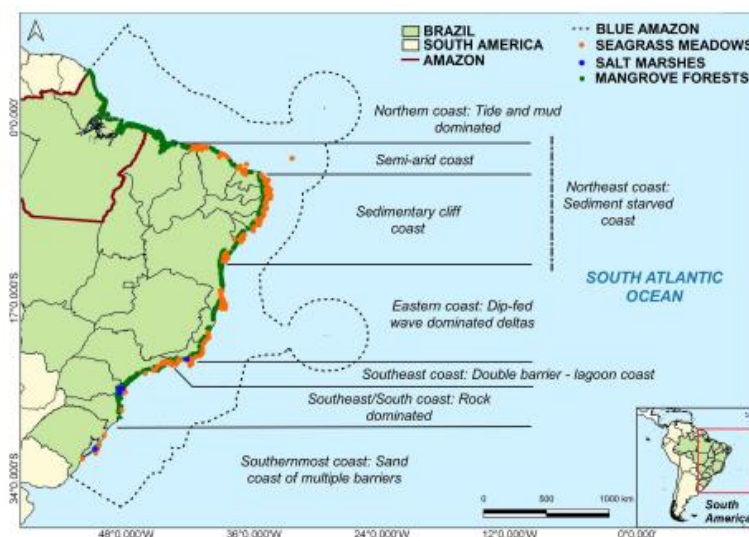 BRAZIL
SOUTH AMERICA
AMAZON
BLUE AMAZON
SEAGRASS MEADOWS
SALT MARSHES
MANGROVE FORESTS
0°0.000'
17°0.000'S
34°0.000'S
Northern coast: Tide and mud
dominated
Semi-arid coast
Sedimentary cliff
coast
Northeast coast:
Sediment starved
coast
SOUTH ATLANTIC
OCEAN
Eastern coast: Dip-fed
wave dominated deltas
Southeast coast: Double barrier - lagoon coast
Southeast/South coast: Rock
dominated
Southernmost coast: Sand
coast of multiple barriers
0 500 1000 km
South
America
48°0.000'W
36°0.000'W
24°0.000'W
12°0.000'W
0°0.000'